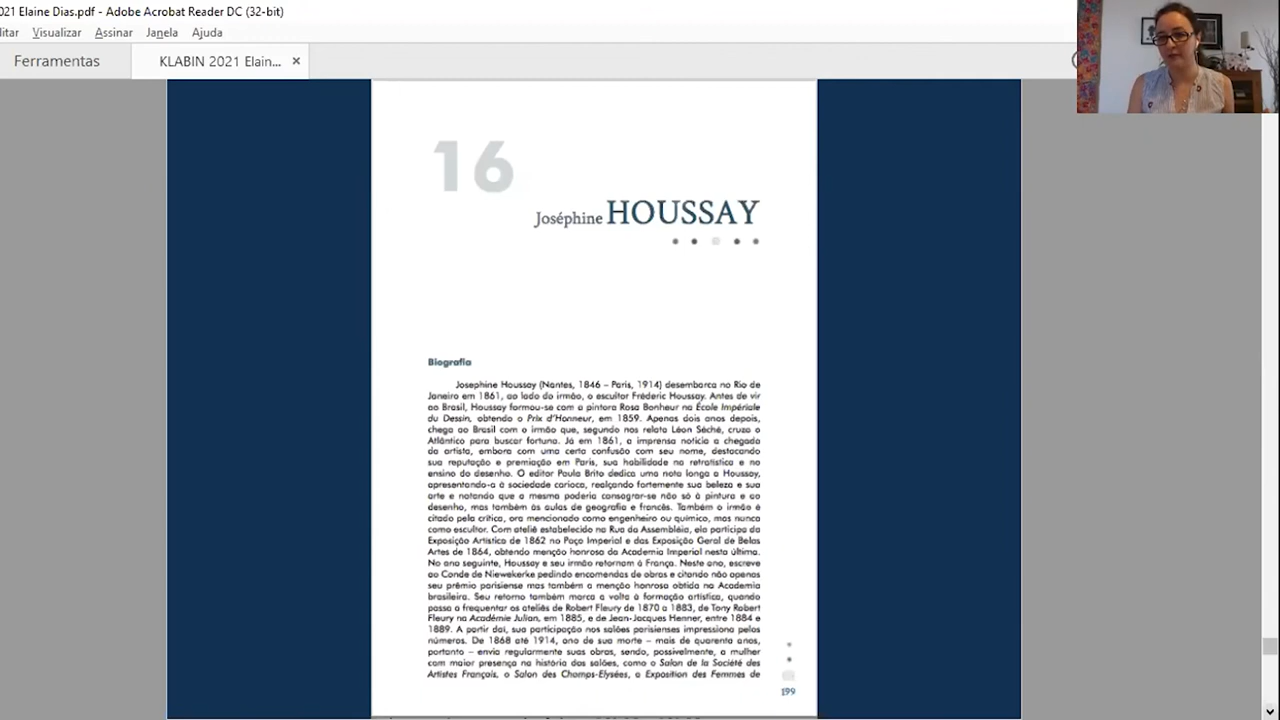 2021 Elaine Dias.pdf - Adobe Acrobat Reader DC (32-bit)
itar Visualizar Assinar Janela Ajuda
Ferramentas KLABIN 2021 Elain... ×
16
Joséphine HOUSSAY
Biografia
Josephine Houssay (Nantes, 1846 – Paris, 1914) desembarca no Rio de
Janeiro em 1861, ao lado do irmão, o escultor Fréderic Houssay. Antes de vir
ao Brasil, Houssay formou-se com a pintora Rosa Bonheur na École Impériale
du Dessin, obtendo o Prix d'Honneur, em 1859. Apenas dois anos depois,
chega ao Brasil com o irmão que, segundo nos relata Léon Séché, cruza o
Atlântico para buscar fortuna. Já em 1861, a imprensa noticia a chegada
da artista, embora com uma certa confusão com seu nome, destacando
sua reputação e premiação em Paris, sua habilidade na retratística e no
ensino do desenho. O editor Paula Brito dedica uma nota longa a Houssay,
apresentando-a à sociedade carioca, realçando fortemente sua beleza e sua
arte e notando que a mesma poderia consagrar-se não só à pintura e ao
desenho, mas também às aulas de geografia e francês. Também o irmão é
citado pela crítica, ora mencionado como engenheiro ou químico, mas nunca
como escultor. Com ateliê estabelecido na Rua da Assembléia, ela participa da
Exposição Artística de 1862 no Paço Imperial e das Exposição Geral de Belas
Artes de 1864, obtendo menção honrosa da Academia Imperial nesta última.
No ano seguinte, Houssay e seu irmão retornam à França. Neste ano, escreve
ao Conde de Niewekerke pedindo encomendas de obras e citando não apenas
seu prêmio parisiense mas também a menção honrosa obtida na Academia
brasileira. Seu retorno também marca a volta à formação artística, quando
passa a frequentar os ateliês de Robert Fleury de 1870 a 1883, de Tony Robert
Fleury na Académie Julian, em 1885, e de Jean-Jacques Henner, entre 1884 e
1889. A partir daí, sua participação nos salões parisienses impressiona pelos
números. De 1868 até 1914, ano de sua morte – mais de quarenta anos,
portanto – envia regularmente suas obras, sendo, possivelmente, a mulher
com maior presença na história dos salões, como o Salon de la Société des
Artistes Français, o Salon des Champs-Elysées, a Exposition des Femmes de
199